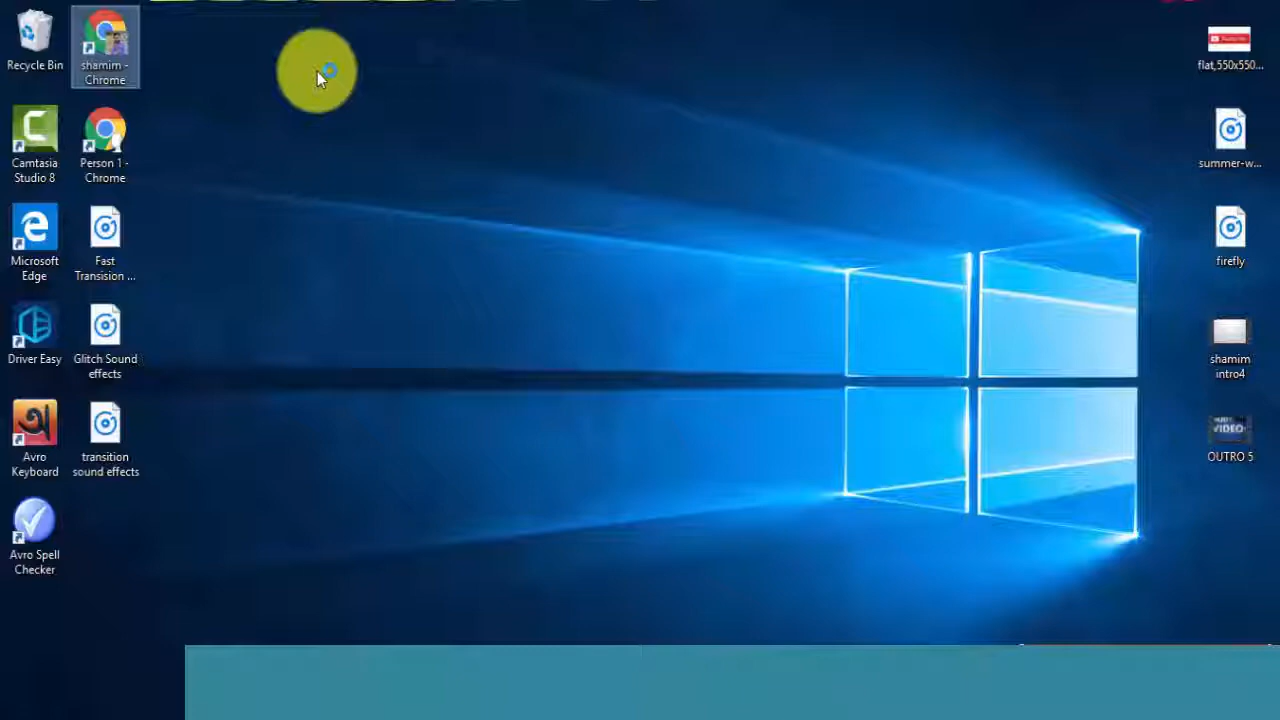 Recycle Bin
shamim -
Chrome
Camtasia
Studio 8
Person 1 -
Chrome
Microsoft
Edge
Fast
Transision ...
Driver Easy
Glitch Sound
effects
Avro
Keyboard
transition
sound effects
Avro Spell
Checker
flat,550x550...
summer-w...
firefly
shamim
intro4
VIDEO
OUTRO 5